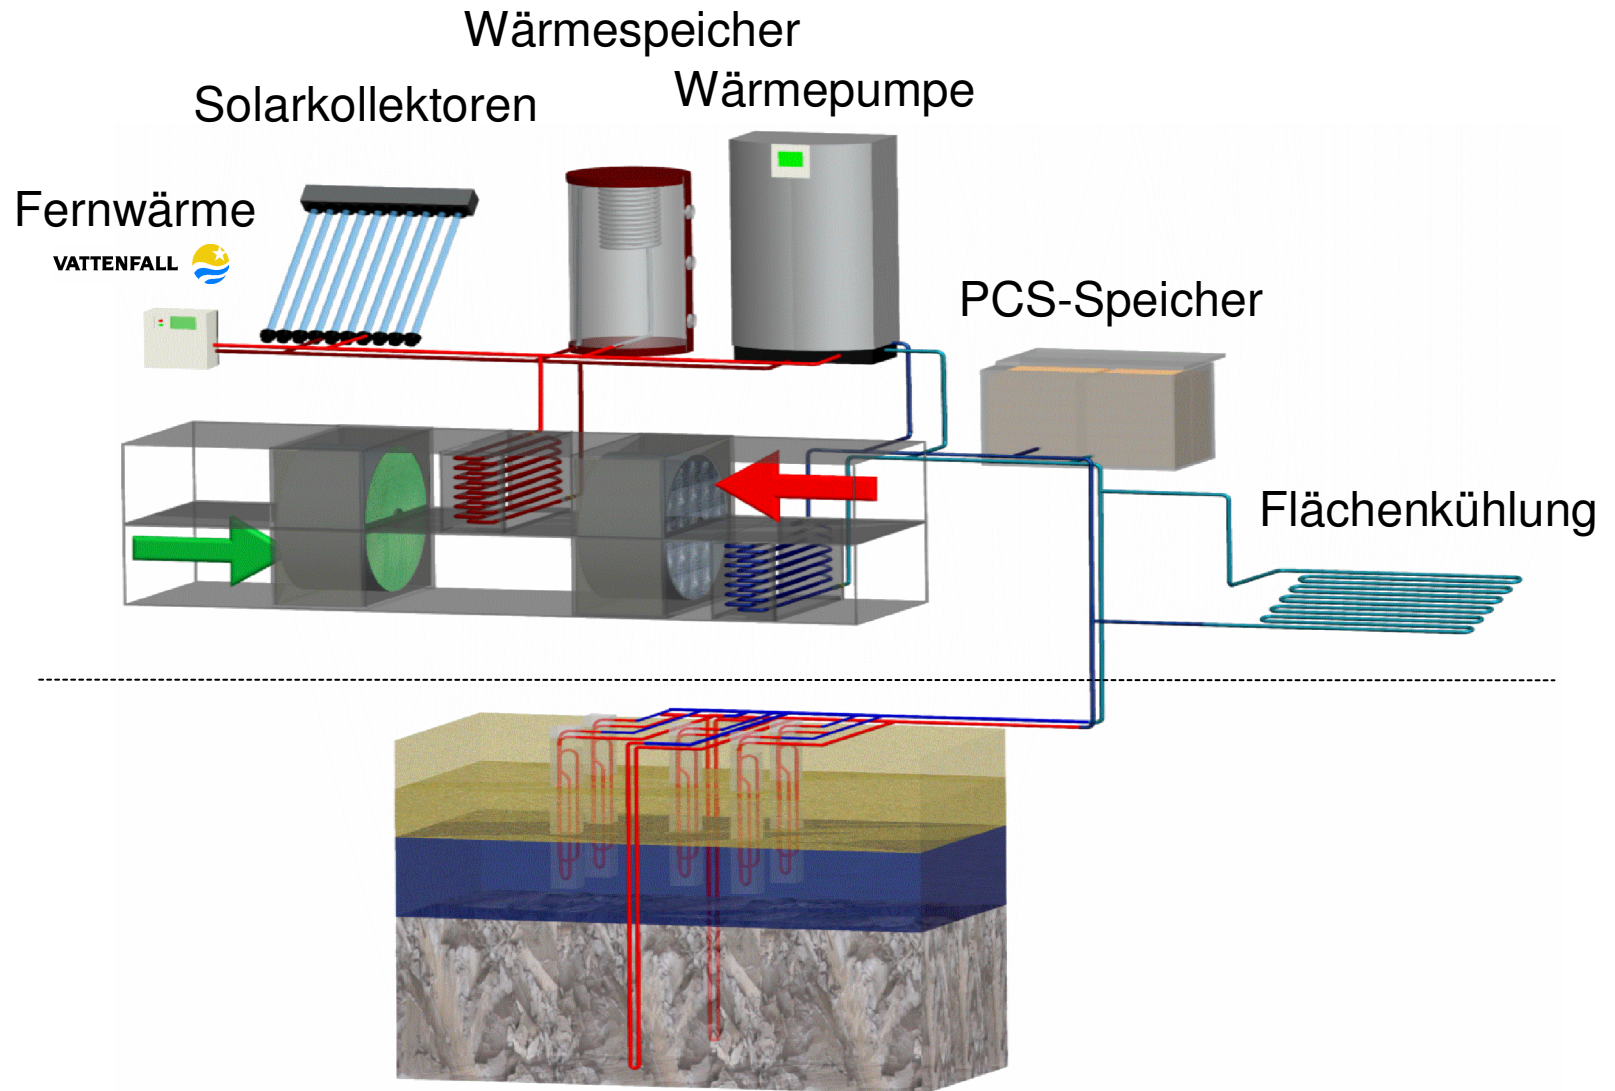 Wärmespeicher
Wärmepumpe
Solarkollektoren
Fernwärme
VATTENFALL
PCS-Speicher
Flächenkühlung